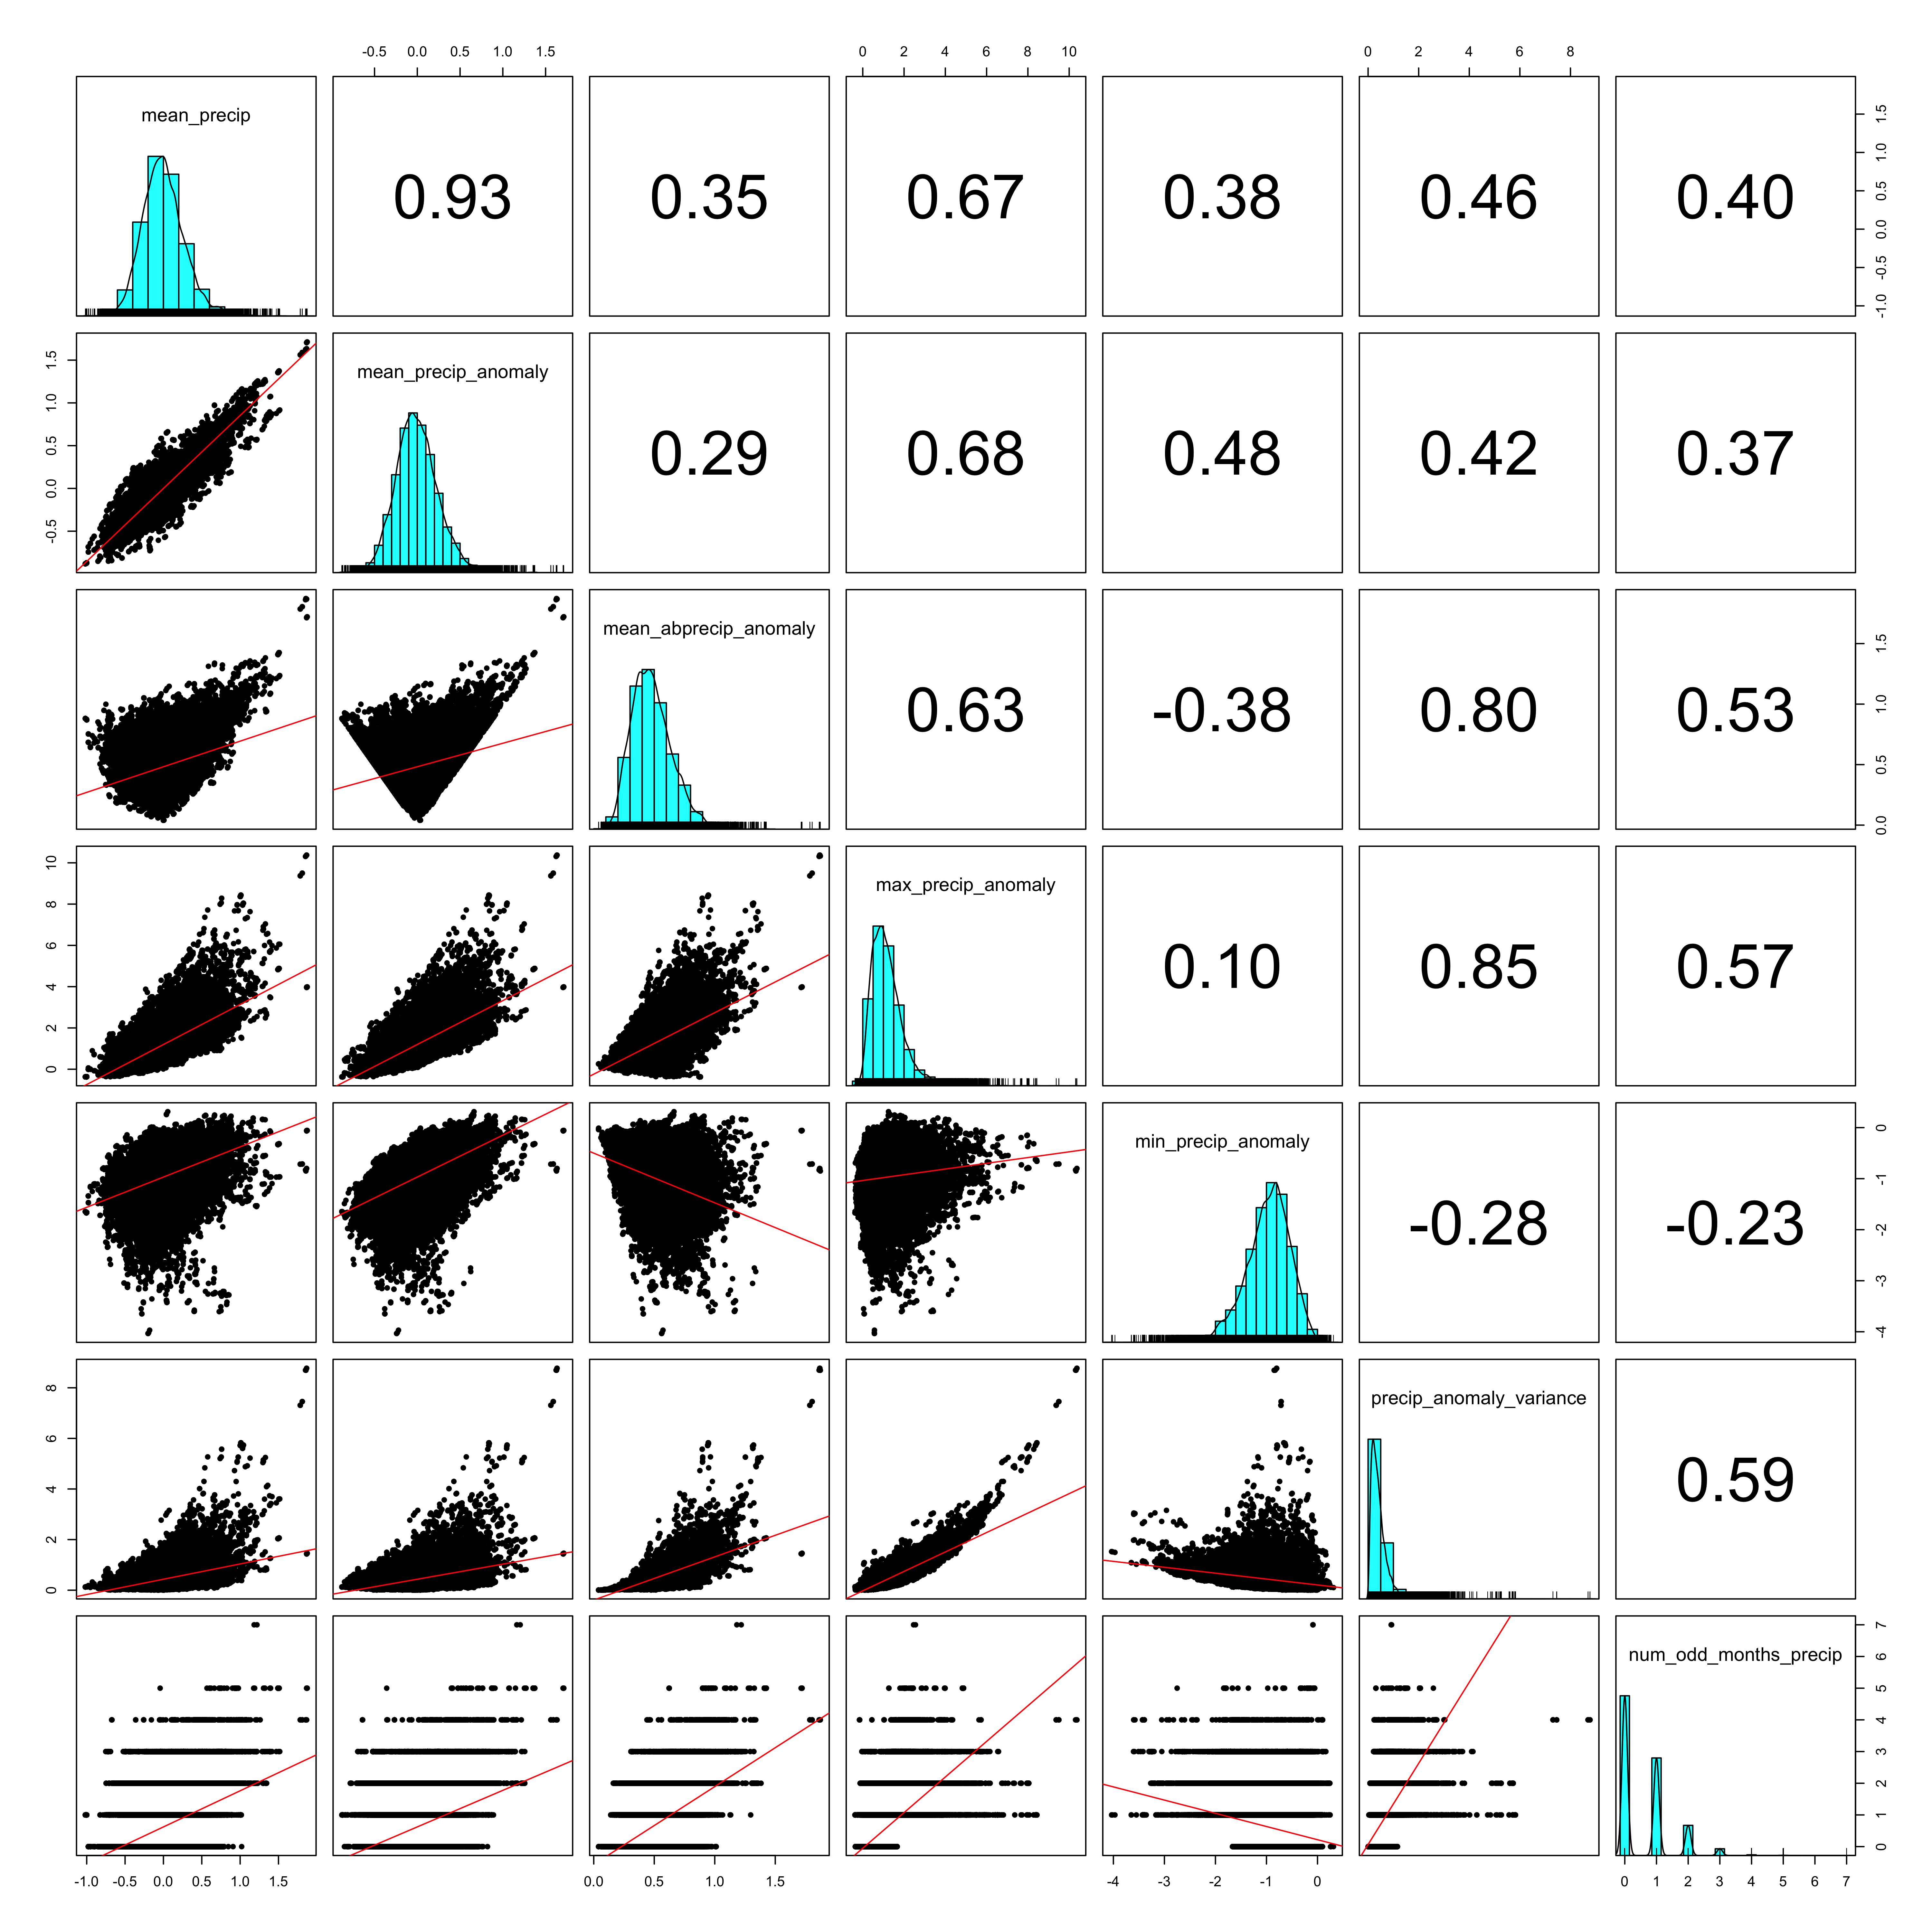 -0.5 0.0 0.5 1.0 1.5 0 2 4 6 8 10 0 2 4 6 8
mean_precip
0.93 0.35 0.67 0.38 0.46 0.40
-1.0 -0.5 0.0 0.5 1.0 1.5
-0.5 0.0 0.5 1.0 1.5
mean_precip_anomaly
0.29 0.68 0.48 0.42 0.37
mean_abprecip_anomaly
0.63 -0.38 0.80 0.53
0.0 0.5 1.0 1.5
0 2 4 6 8 10
max_precip_anomaly
0.10 0.85 0.57
min_precip_anomaly
-0.28 -0.23
-4 -3 -2 -1 0
0 2 4 6 8
precip_anomaly_variance
0.59
num_odd_months_precip
0 1 2 3 4 5 6 7
-1.0 -0.5 0.0 0.5 1.0 1.5 0.0 0.5 1.0 1.5 -4 -3 -2 -1 0 0 1 2 3 4 5 6 7